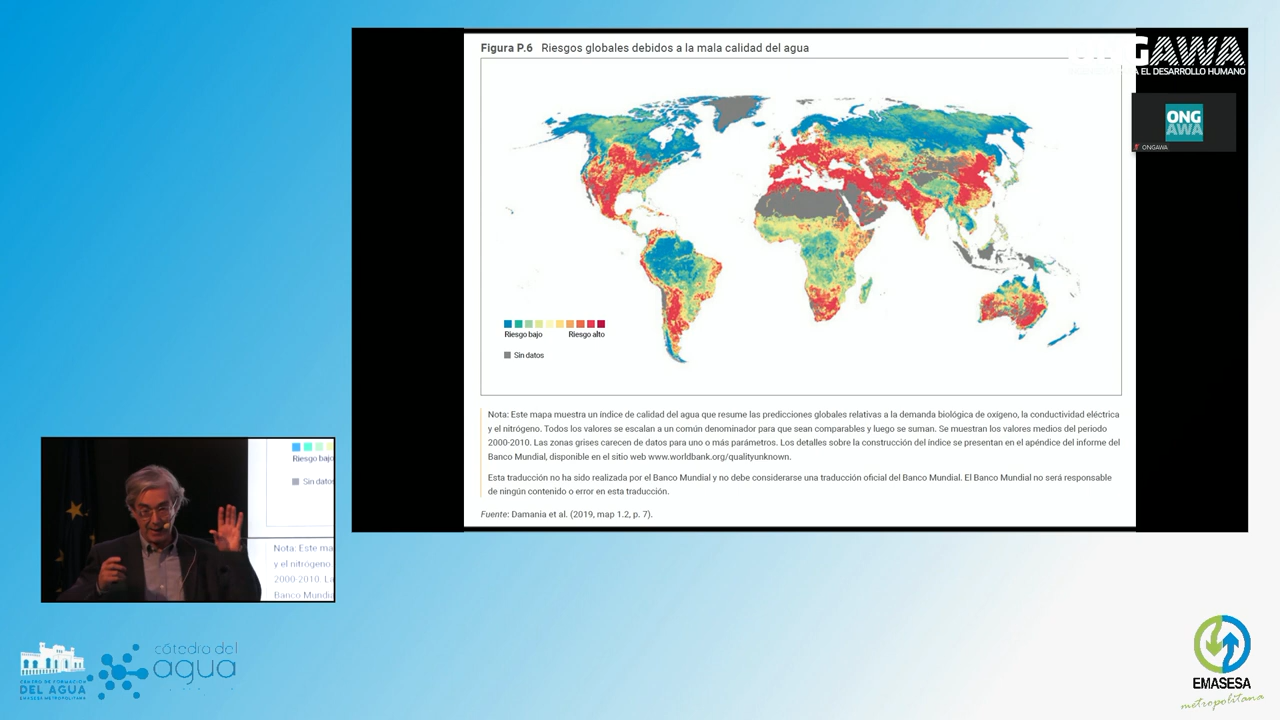 Figura P.6 Riesgos globales debidos a la mala calidad del agua
ONGAWA
A EL DESARROLLO HUMANO
ONG
AWA
ONGAWA
Riesgo bajo Riesgo alto
Sin datos
Nota: Este mapa muestra un índice de calidad del agua que resume las predicciones globales relativas a la demanda biológica de oxígeno, la conductividad eléctrica
y el nitrógeno. Todos los valores se escalan a un común denominador para que sean comparables y luego se suman. Se muestran los valores medios del periodo
2000-2010. Las zonas grises carecen de datos para uno o más parámetros. Los detalles sobre la construcción del índice se presentan en el apéndice del informe del
Banco Mundial, disponible en el sitio web www.worldbank.org/qualityunknown.
Esta traducción no ha sido realizada por el Banco Mundial y no debe considerarse una traducción oficial del Banco Mundial. El Banco Mundial no será responsable
de ningún contenido o error en esta traducción.
Fuente: Damania et al. (2019, map 1.2, p. 7).
Riesgo bajo
Sin datos
Nota: Este ma
y el nitrógeno
2000-2010. La
Banco Mundia
CENTRO DE FORMACIÓN
DEL AGUA
EMASESA METROPOLITANA
cátedra del
agua
EMASESA
metropolitana